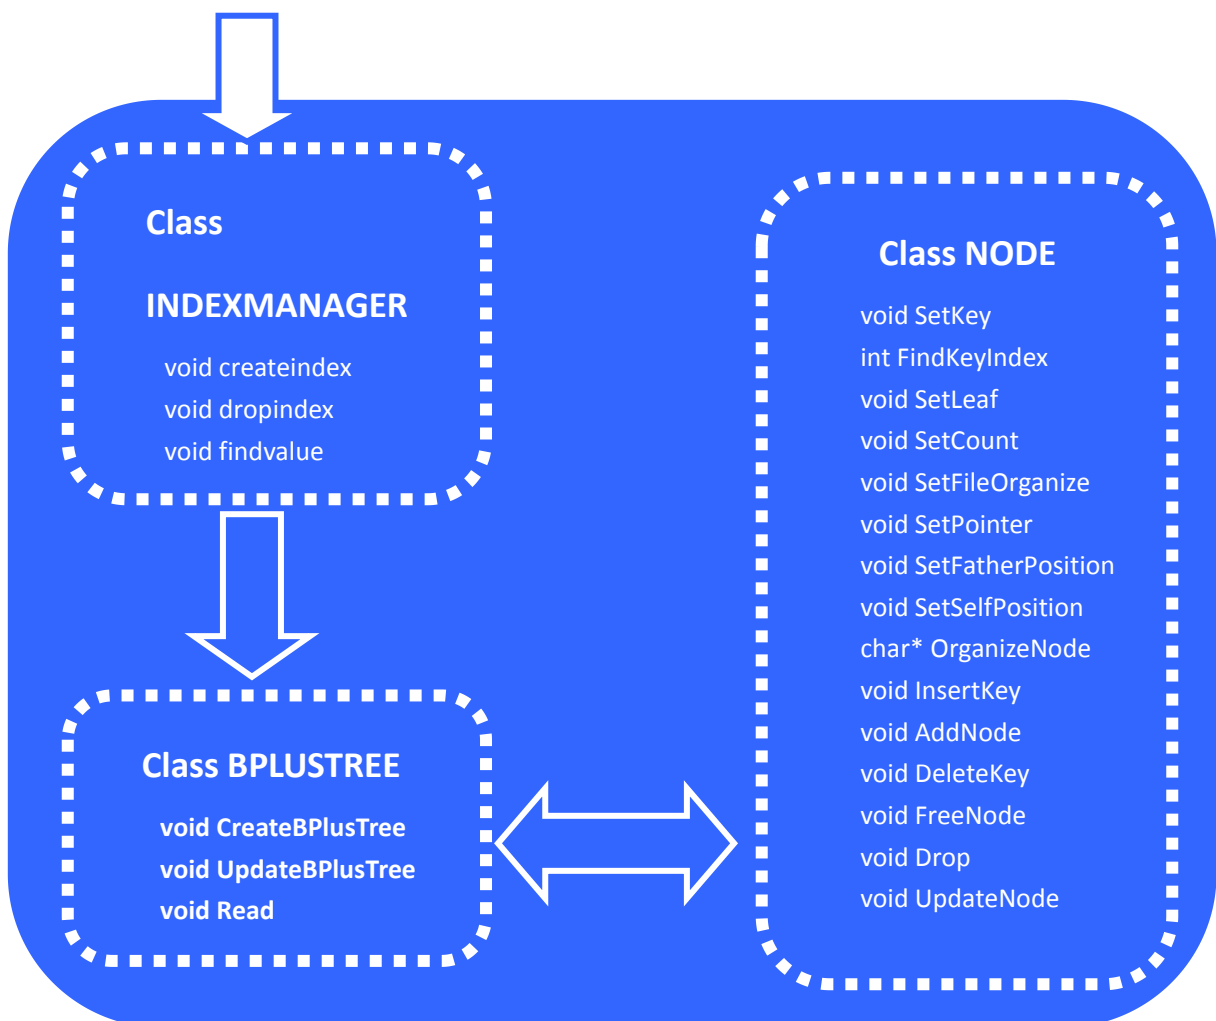 Class
INDEXMANAGER
void createindex
void dropindex
void findvalue
Class BPLUSTREE
void CreateBPlusTree
void UpdateBPlusTree
void Read
Class NODE
void SetKey
int FindKeyIndex
void SetLeaf
void SetCount
void SetFileOrganize
void SetPointer
void SetFatherPosition
void SetSelfPosition
char* OrganizeNode
void InsertKey
void AddNode
void DeleteKey
void FreeNode
void Drop
void UpdateNode